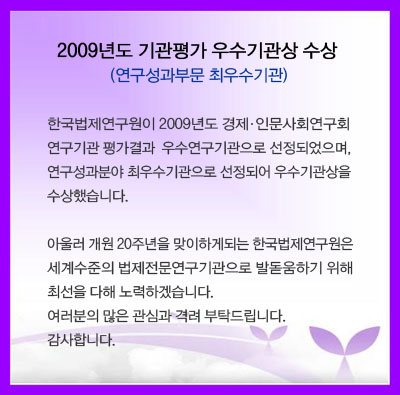 2009년도 기관평가 우수기관상 수상
(연구성과부문 최우수기관)
한국법제연구원이 2009년도 경제·인문사회연구회
연구기관 평가결과 우수연구기관으로 선정되었으며,
연구성과분야 최우수기관으로 선정되어 우수기관상을
수상했습니다.
아울러 개원 20주년을 맞이하게되는 한국법제연구원은
세계수준의 법제전문연구기관으로 발돋움하기 위해
최선을 다해 노력하겠습니다.
여러분의 많은 관심과 격려 부탁드립니다.
감사합니다.